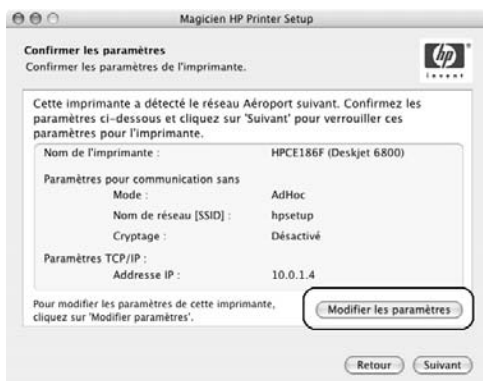 Magicien HP Printer Setup
Confirmer les paramètres
Confirmer les paramètres de l'imprimante.
hp
invent
Cette imprimante a détecté le réseau Aéroport suivant. Confirmez les
paramètres ci-dessous et cliquez sur 'Suivant' pour verrouiller ces
paramètres pour l'imprimante.
Nom de l'imprimante : HPCE186F (Deskjet 6800)
Paramètres pour communication sans
Mode : AdHoc
Nom de réseau [SSID] : hpsetup
Cryptage : Désactivé
Paramètres TCP/IP :
Addresse IP : 10.0.1.4
Pour modifier les paramètres de cette imprimante,
cliquez sur 'Modifier paramètres'.
Modifier les paramètres
Retour Suivant